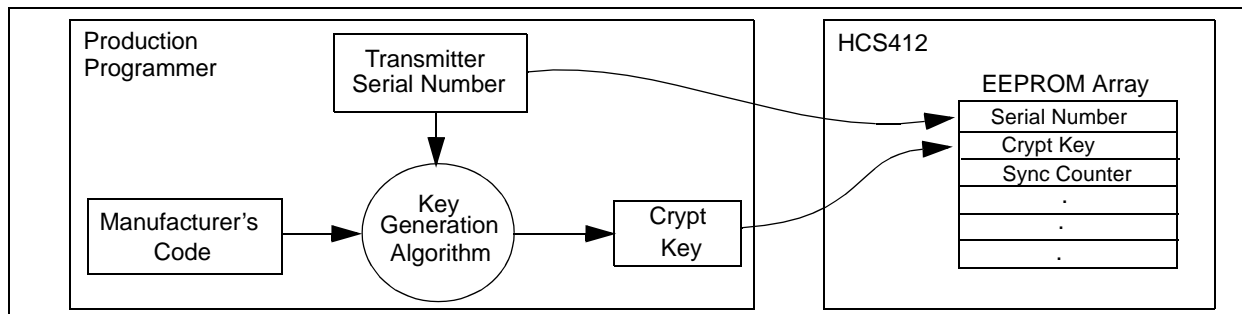 Production
Programmer
Transmitter
Serial Number
Manufacturer's
Code
Key
Generation
Algorithm
Crypt
Key
HCS412
EEPROM Array
Serial Number
Crypt Key
Sync Counter
.
.
.